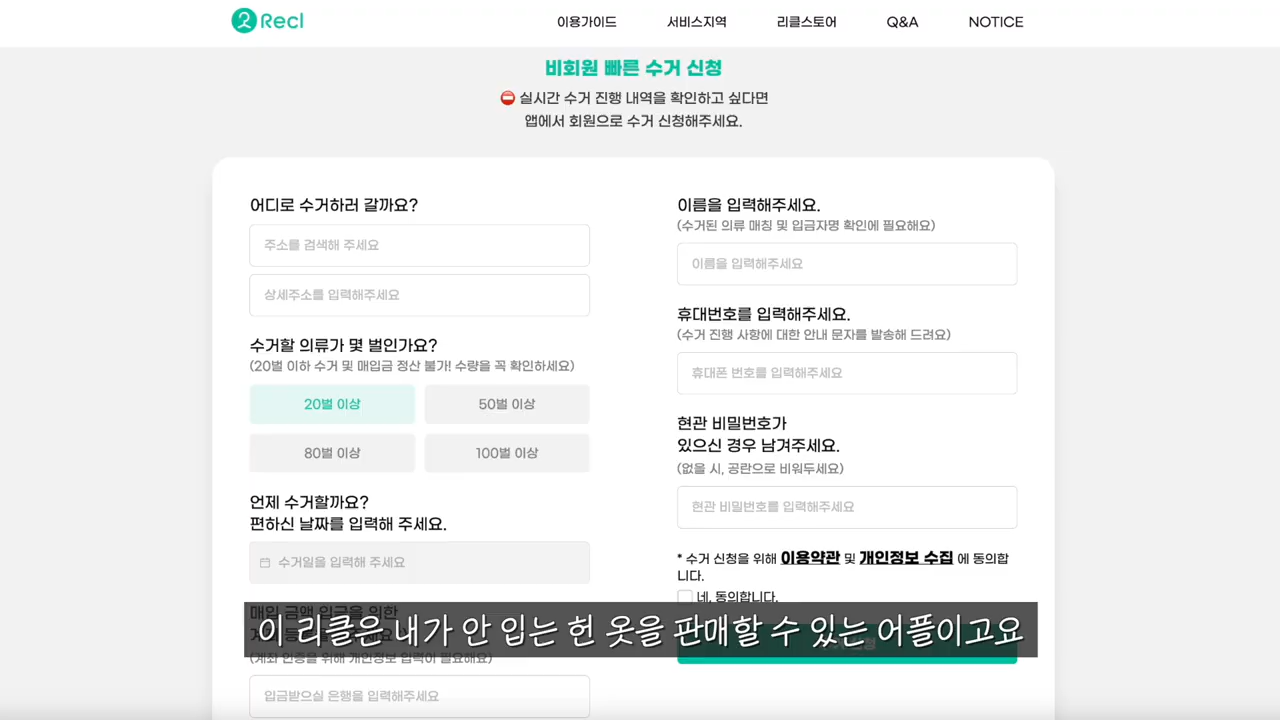 Recl
이용가이드 서비스지역 리클스토어 Q&A NOTICE
비회원 빠른 수거 신청
⛔ 실시간 수거 진행 내역을 확인하고 싶다면
앱에서 회원으로 수거 신청해주세요.
어디로 수거하러 갈까요?
주소를 검색해 주세요
상세주소를 입력해주세요
수거할 의류가 몇 벌인가요?
(20벌 이하 수거 및 매입금 정산 불가! 수량을 꼭 확인하세요)
20벌 이상 50벌 이상
80벌 이상 100벌 이상
언제 수거할까요?
편하신 날짜를 입력해 주세요.
수거일을 입력해 주세요
매입 금액 입금을 위한
(계좌 인증을 위해 개인정보 입력이 필요해요)
입금받으실 은행을 입력해주세요
이름을 입력해주세요.
(수거된 의류 매칭 및 입금자명 확인에 필요해요)
이름을 입력해주세요
휴대번호를 입력해주세요.
(수거 진행 사항에 대한 안내 문자를 발송해 드려요)
휴대폰 번호를 입력해주세요
현관 비밀번호가
있으신 경우 남겨주세요.
(없을 시, 공란으로 비워두세요)
현관 비밀번호를 입력해주세요
* 수거 신청을 위해 이용약관 및 개인정보 수집 에 동의합
니다.
네, 동의합니다.
이 리클은 내가 안 입는 헌 옷을 판매할 수 있는 어플이고요